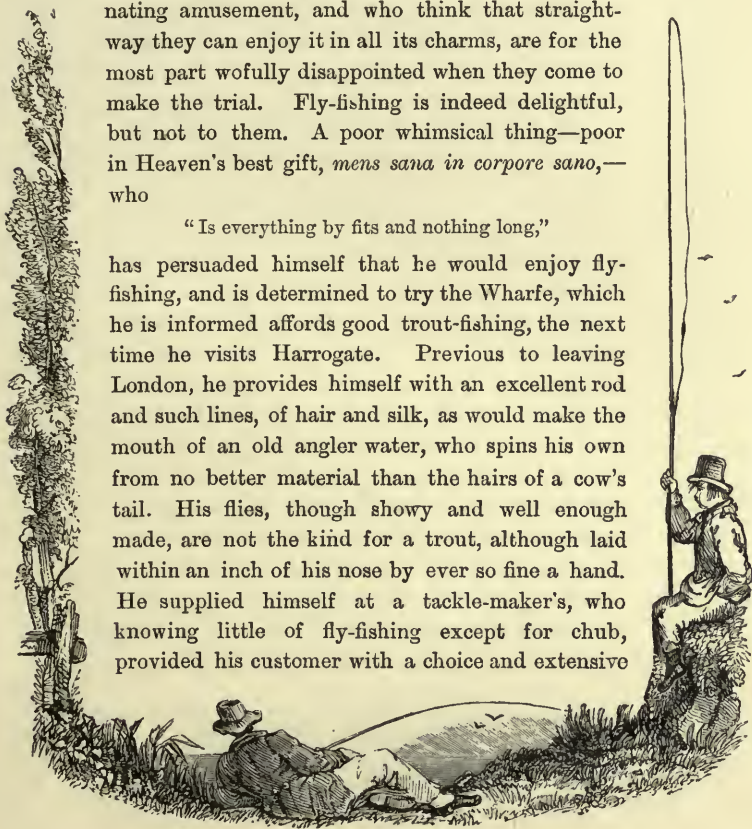 nating amusement, and who think that straight-
way they can enjoy it in all its charms, are for the
most part wofully disappointed when they come to
make the trial. Fly-fishing is indeed delightful,
but not to them. A poor whimsical thing—poor
in Heaven's best gift, mens sana in corpore sano,—
who
"Is everything by fits and nothing long,"
has persuaded himself that he would enjoy fly-
fishing, and is determined to try the Wharfe, which
he is informed affords good trout-fishing, the next
time he visits Harrogate. Previous to leaving
London, he provides himself with an excellent rod
and such lines, of hair and silk, as would make the
mouth of an old angler water, who spins his own
from no better material than the hairs of a cow's
tail. His flies, though showy and well enough
made, are not the kind for a trout, although laid
within an inch of his nose by ever so fine a hand.
He supplied himself at a tackle-maker's, who
knowing little of fly-fishing except for chub,
provided his customer with a choice and extensive